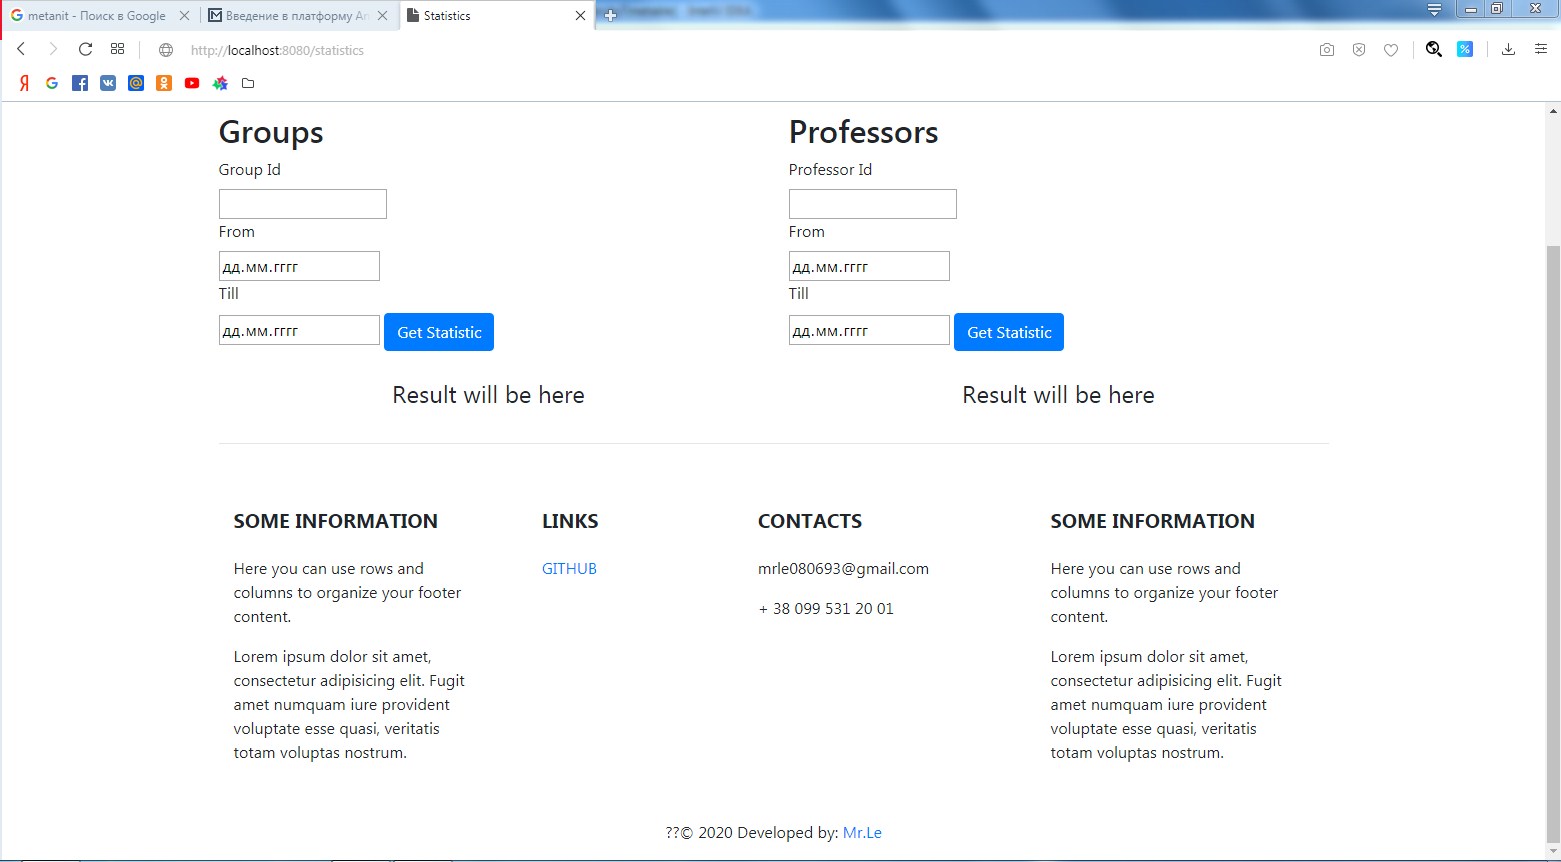 metanit - Поиск в Google
Введение в платформу An
Statistics
http://localhost:8080/statistics
Groups
Group Id
From
дд.мм.гггг
Till
дд.мм.гггг
Get Statistic
Result will be here
Professors
Professor Id
From
дд.мм.гггг
Till
дд.мм.гггг
Get Statistic
Result will be here
SOME INFORMATION
Here you can use rows and
columns to organize your footer
content.
Lorem ipsum dolor sit amet,
consectetur adipisicing elit. Fugit
amet numquam iure provident
voluptate esse quasi, veritatis
totam voluptas nostrum.
LINKS
GITHUB
CONTACTS
mrle080693@gmail.com
+ 38 099 531 20 01
SOME INFORMATION
Here you can use rows and
columns to organize your footer
content.
Lorem ipsum dolor sit amet,
consectetur adipisicing elit. Fugit
amet numquam iure provident
voluptate esse quasi, veritatis
totam voluptas nostrum.
??© 2020 Developed by: Mr.Le